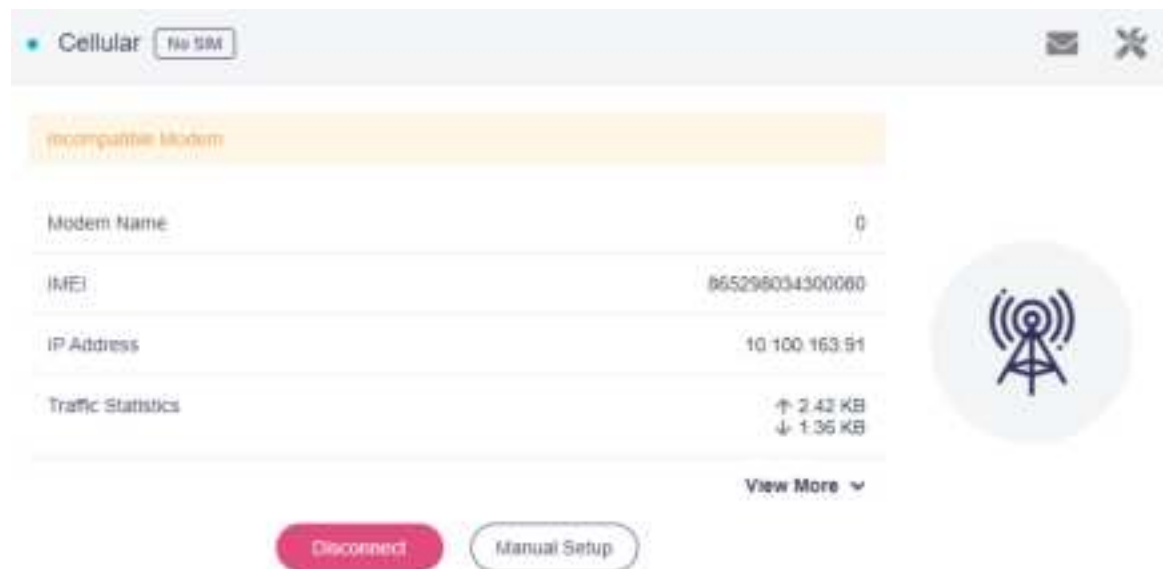 Cellular No SIM
Incompatible Modem
Modem Name 0
IMEI 865298034300080
IP Address 10.100.163.91
Traffic Statistics ↑ 2.42 KB
↓ 1.36 KB
View More
Disconnect Manual Setup